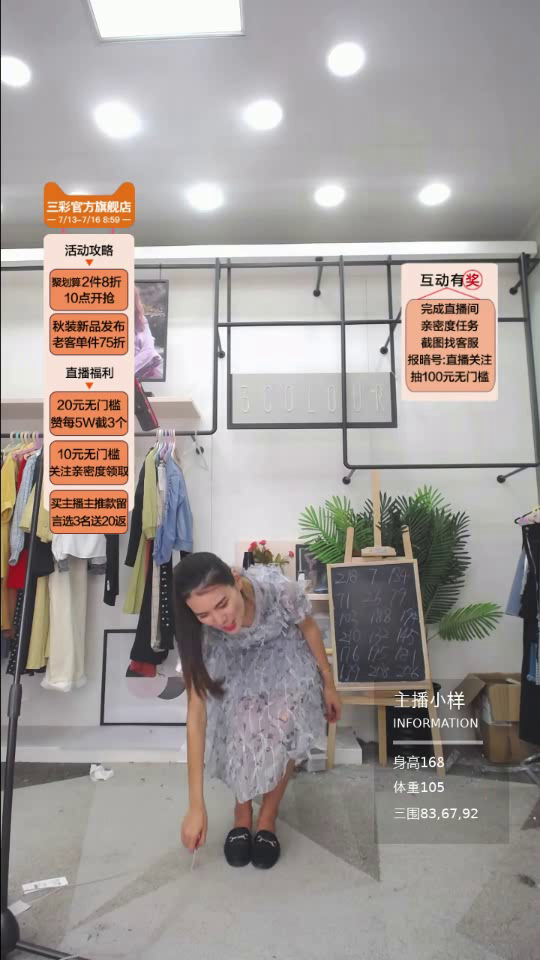 三彩官方旗舰店
7/13-7/16 8:59
活动攻略
聚划算2件8折
10点开抢
秋装新品发布
老客单件75折
直播福利
20元无门槛
赞每5W截3个
10元无门槛
关注亲密度领取
买主播主推款留
言选3名送20返
互动有奖
完成直播间
亲密度任务
截图找客服
报暗号:直播关注
抽100元无门槛
3COLOUR
主播小样
INFORMATION
身高168
体重105
三围83,67,92